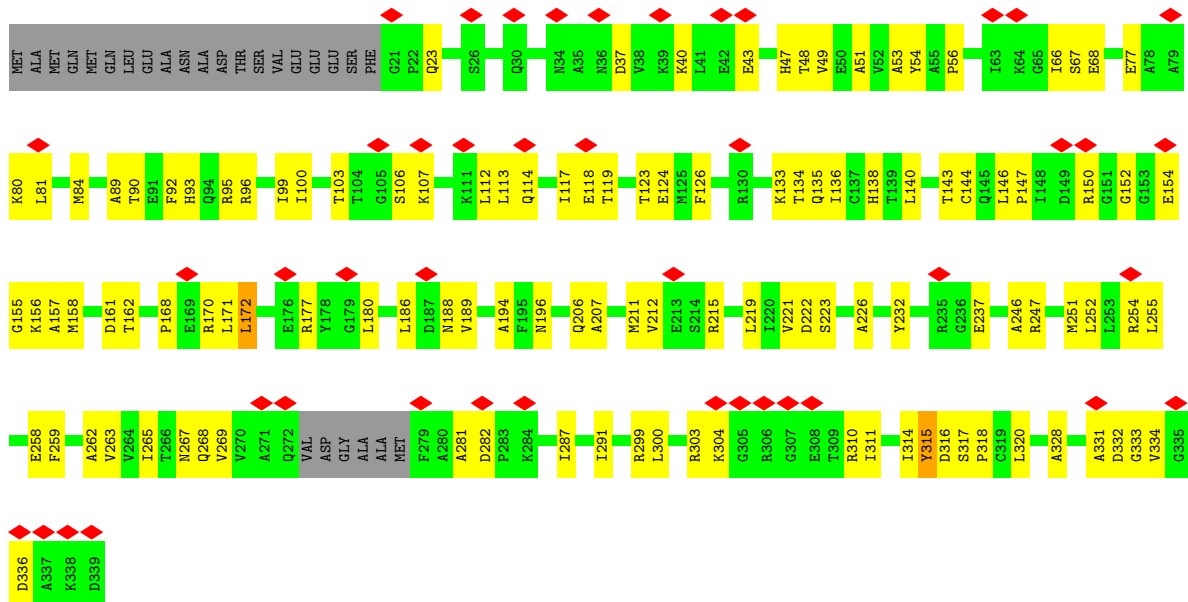 MET ALA MET GLN MET GLN LEU GLU ALA ASN ALA ASP THR SER VAL GLU GLU GLU SER PHE G21 P22 Q23 S26 Q30 N34 A35 N36 D37 V38 K39 K40 L41 E42 E43 H47 T48 V49 E50 A51 V52 A53 Y54 A55 P56 I63 K64 G65 I66 S67 E68 E77 A78 A79
K80 L81 M84 A89 T90 E91 F92 H93 Q94 R95 R96 I99 I100 T103 T104 G105 S106 K107 K111 L112 L113 Q114 I117 E118 T119 T123 E124 M125 F126 R130 K133 T134 Q135 I136 C137 H138 T139 L140 T143 C144 Q145 L146 P147 I148 D149 R150 G151 G152 G153 E154
G155 K156 A157 M158 D161 T162 P168 E169 R170 L171 L172 E176 R177 Y178 G179 L180 L186 D187 N188 V189 A194 F195 N196 Q206 A207 M211 V212 E213 S214 R215 L219 I220 V221 D222 S223 A226 Y232 R235 G236 E237 A246 R247 M251 L252 L253 R254 L255
E258 F259 A262 V263 V264 I265 T266 N267 Q268 V269 V270 A271 Q272 VAL ASP GLY ALA ALA MET F279 A280 A281 D282 P283 K284 I287 I291 R299 L300 R303 K304 G305 R306 G307 E308 T309 R310 I311 I314 Y315 D316 S317 P318 C319 L320 A328 A331 D332 G333 V334 G335
D336 A337 K338 D339